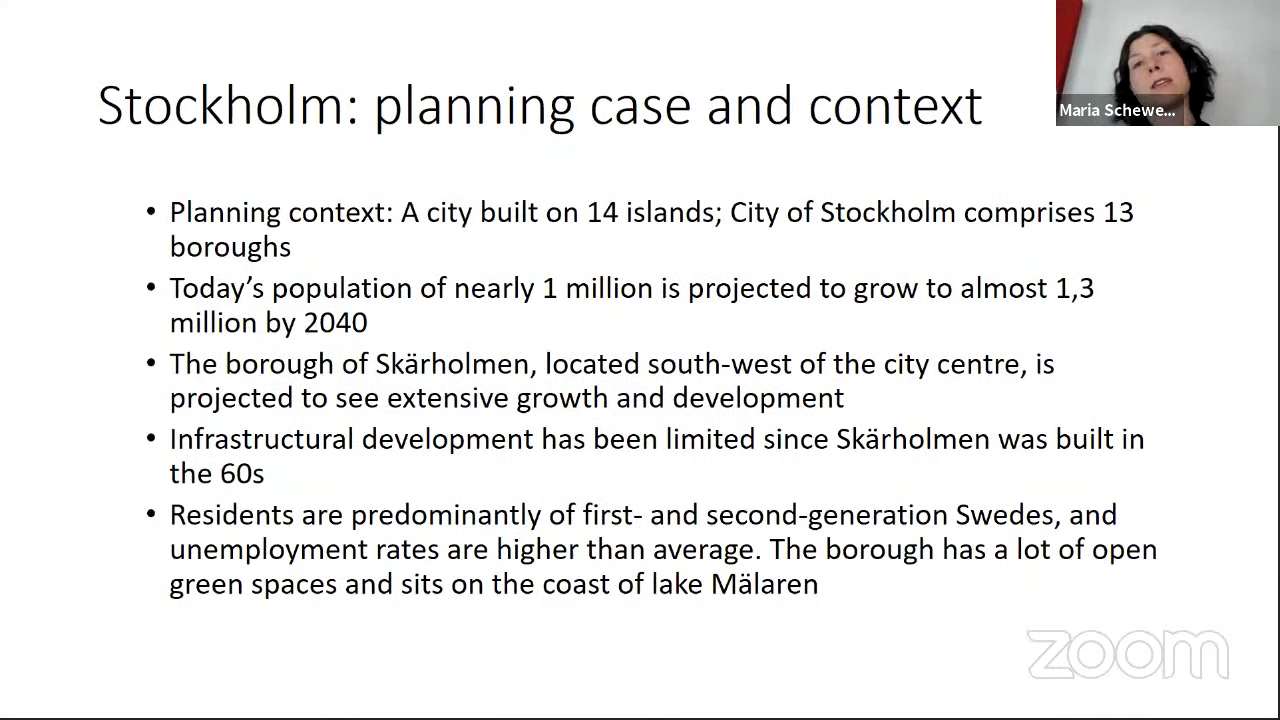 Stockholm: planning case and context
Maria Schewe...
• Planning context: A city built on 14 islands; City of Stockholm comprises 13
boroughs
• Today’s population of nearly 1 million is projected to grow to almost 1,3
million by 2040
• The borough of Skärholmen, located south-west of the city centre, is
projected to see extensive growth and development
• Infrastructural development has been limited since Skärholmen was built in
the 60s
• Residents are predominantly of first- and second-generation Swedes, and
unemployment rates are higher than average. The borough has a lot of open
green spaces and sits on the coast of lake Mälaren
zoom